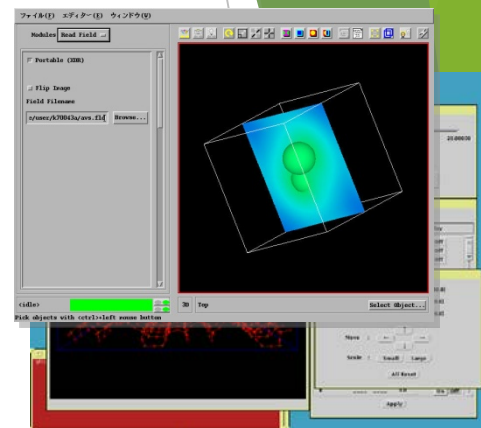 ファイル(F) エディター(E) ウィンドウ(W)
Modules Read Field
Portable (XDR)
Flip Image
Field Filename
s/user/k70043a/avs.fld Browse...
<idle>
3D Top Select Object...
Pick objects with <ctrl>+left mouse button
Move :
Scale : Small Large
All Reset
Off
Apply